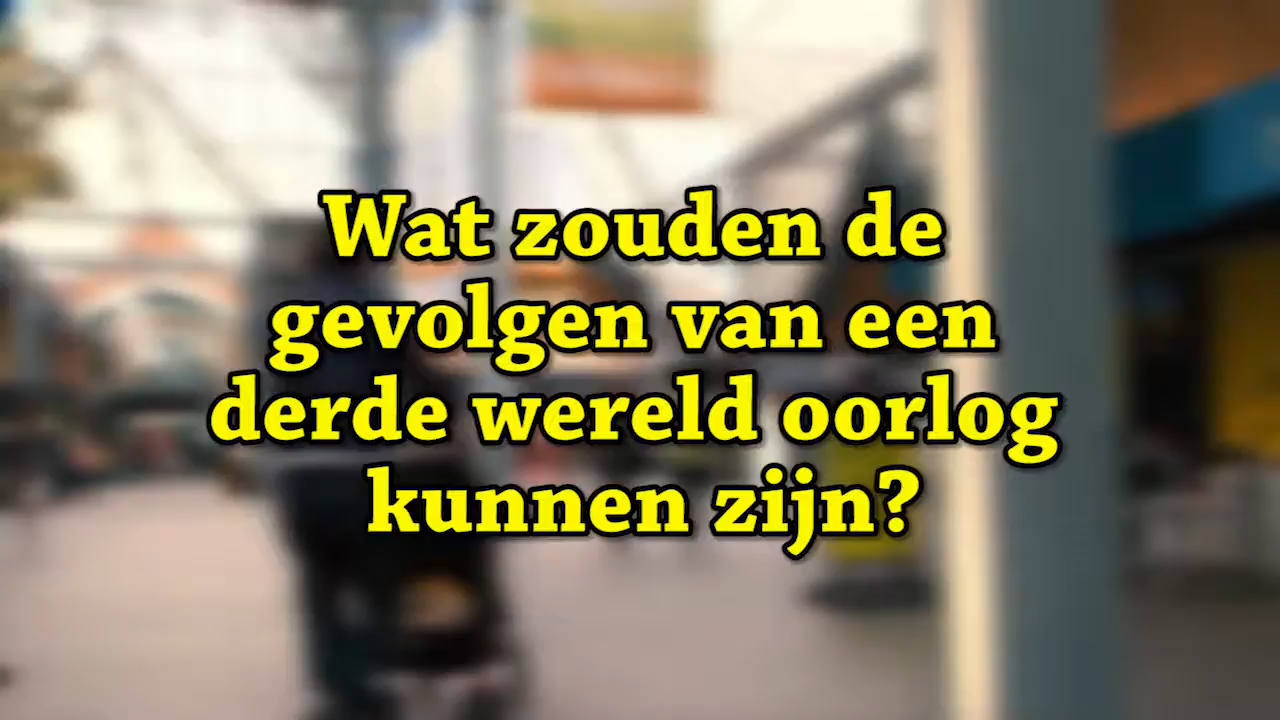 Wat zouden de
gevolgen van een
derde wereld oorlog
kunnen zijn?